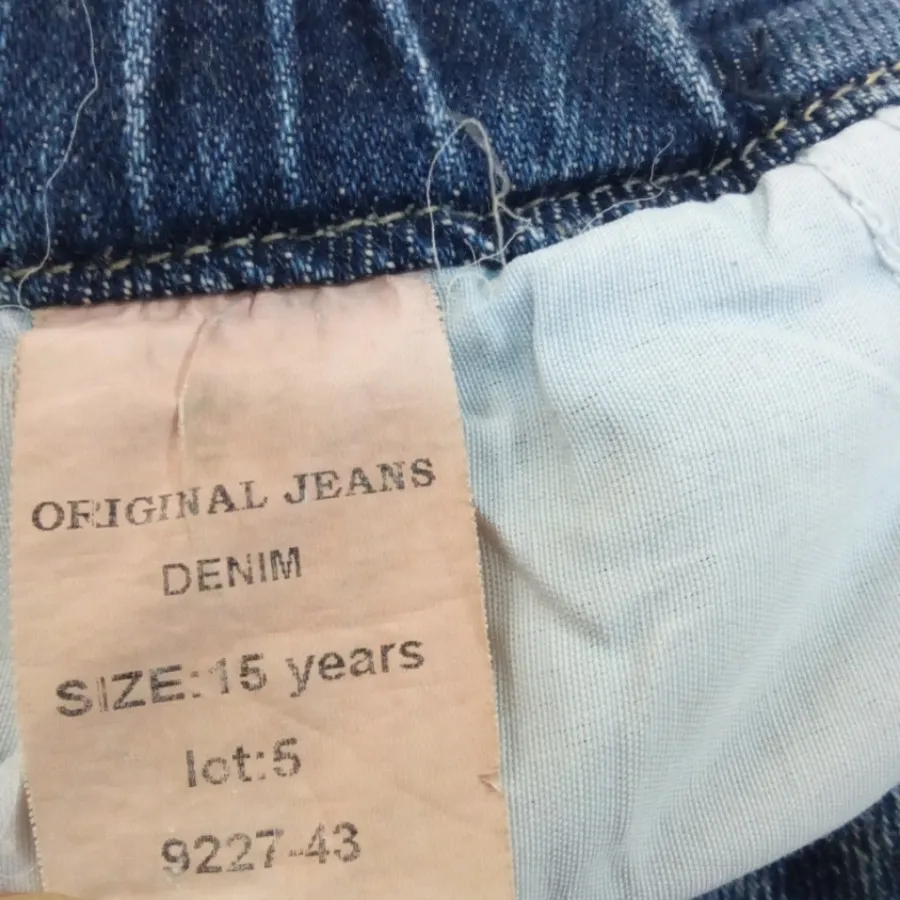 ORIGINAL JEANS
DENIM
SIZE:15 years
lot:5
9227-43